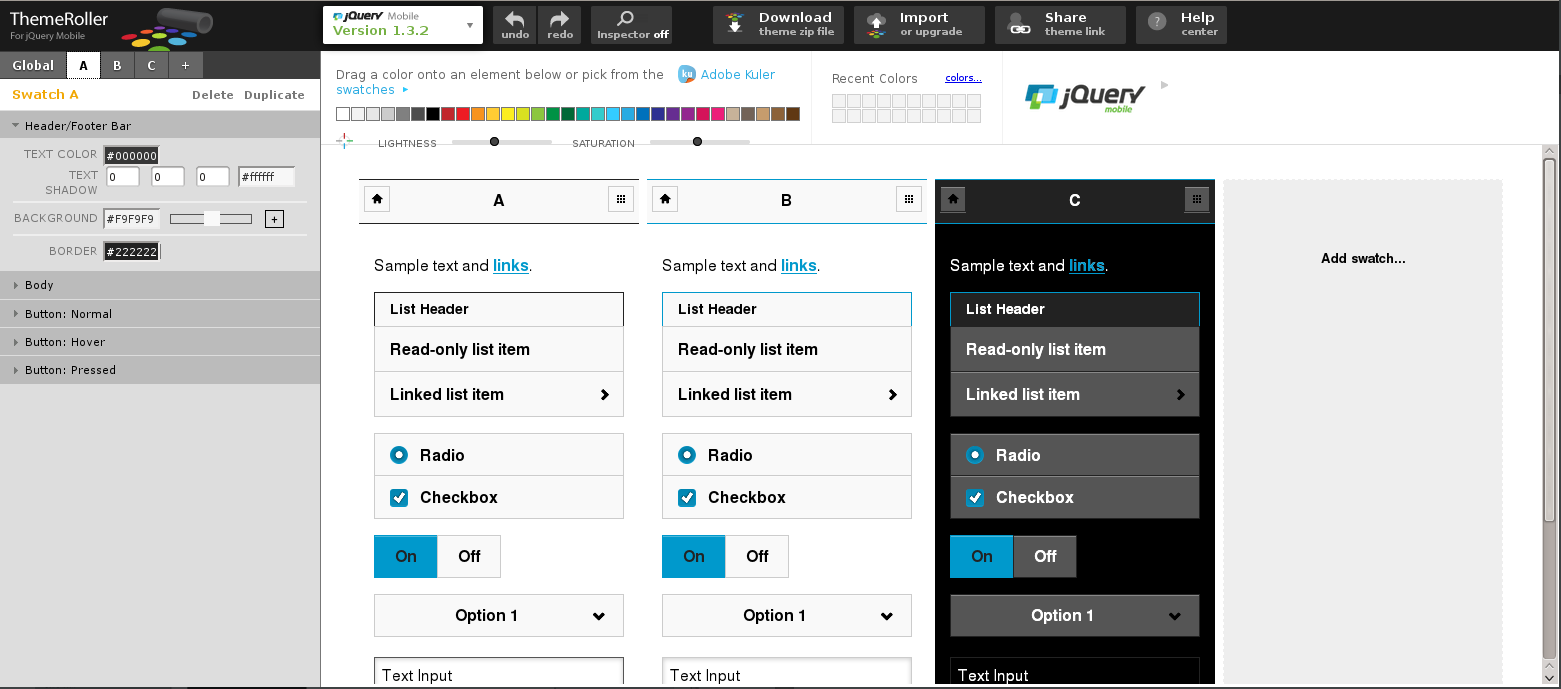 ThemeRoller
For jQuery Mobile
jQuery Mobile
Version 1.3.2
undo
redo
Inspector off
Download
theme zip file
Import
or upgrade
Share
theme link
? Help
center
Global
A
B
C
+
Swatch A
Delete
Duplicate
Header/Footer Bar
TEXT COLOR
#000000
TEXT
SHADOW
0
0
0
#ffffff
BACKGROUND
#F9F9F9
+
BORDER
#222222
Body
Button: Normal
Button: Hover
Button: Pressed
Drag a color onto an element below or pick from the
swatches
ku Adobe Kuler
LIGHTNESS
SATURATION
Recent Colors
colors...
jQuery
mobile
A
Sample text and links.
List Header
Read-only list item
Linked list item
Radio
Checkbox
On
Off
Option 1
Text Input
B
Sample text and links.
List Header
Read-only list item
Linked list item
Radio
Checkbox
On
Off
Option 1
Text Input
C
Sample text and links.
List Header
Read-only list item
Linked list item
Radio
Checkbox
On
Off
Option 1
Text Input
Add swatch...